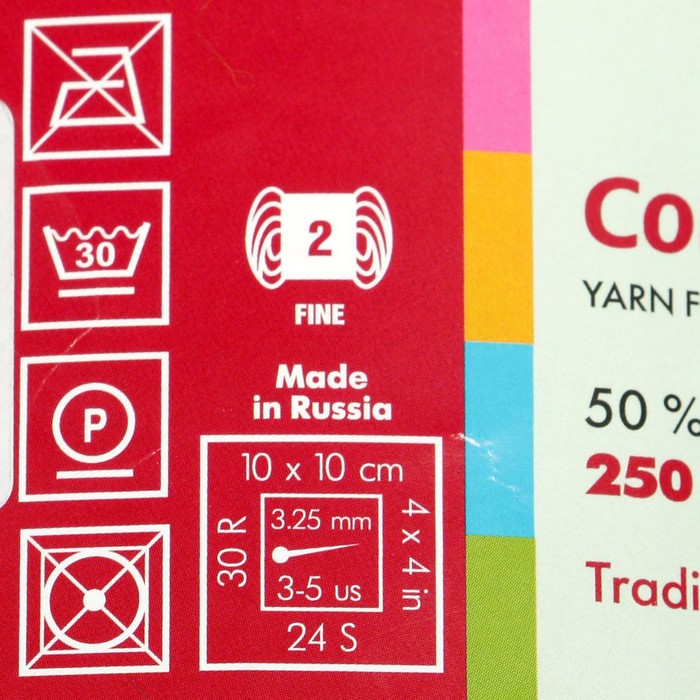 30
P
2
FINE
Made
in Russia
10 x 10 cm
30 R
3.25 mm
3-5 us
4 x 4 in
24 S
Co
YARN F
50 %
250
Tradi